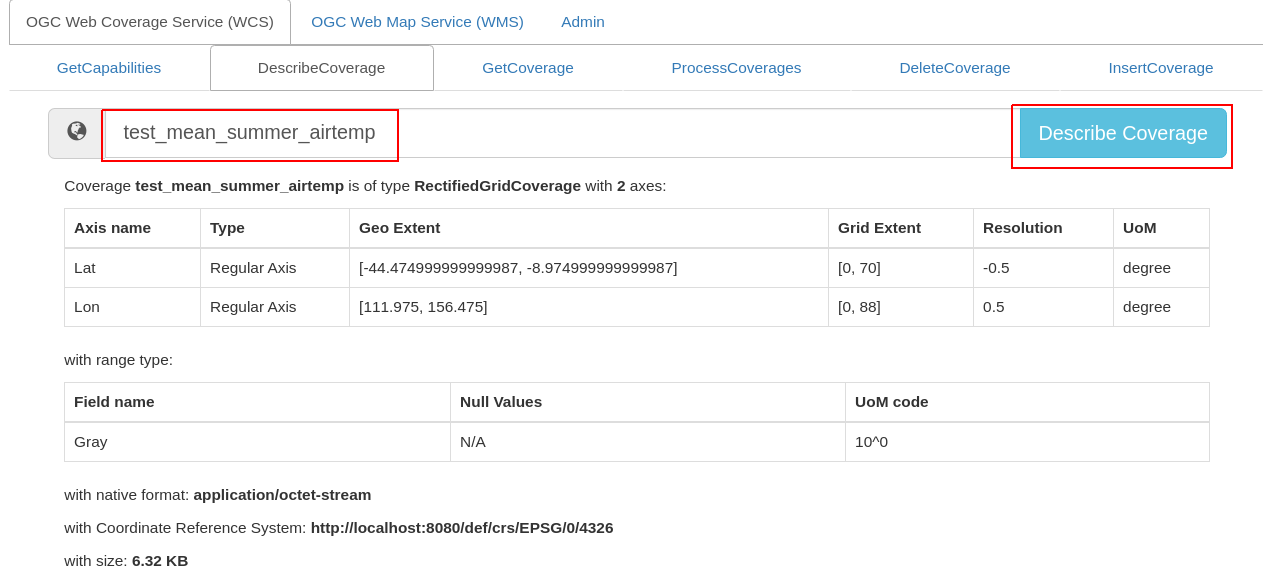 OGC Web Coverage Service (WCS) OGC Web Map Service (WMS) Admin
GetCapabilities DescribeCoverage GetCoverage ProcessCoverages DeleteCoverage InsertCoverage
test_mean_summer_airtemp Describe Coverage
Coverage test_mean_summer_airtemp is of type RectifiedGridCoverage with 2 axes:
Axis name Type Geo Extent Grid Extent Resolution UoM
Lat Regular Axis [-44.474999999999987, -8.974999999999987] [0, 70] -0.5 degree
Lon Regular Axis [111.975, 156.475] [0, 88] 0.5 degree
with range type:
Field name Null Values UoM code
Gray N/A 10^0
with native format: application/octet-stream
with Coordinate Reference System: http://localhost:8080/def/crs/EPSG/0/4326
with size: 6.32 KB